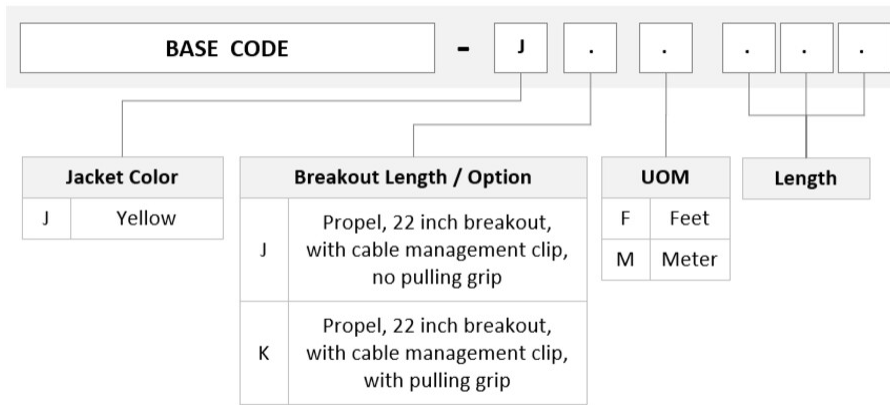 BASE CODE - J . . . . .
Jacket Color
J Yellow
Breakout Length / Option
J Propel, 22 inch breakout,
with cable management clip,
no pulling grip
K Propel, 22 inch breakout,
with cable management clip,
with pulling grip
UOM
F Feet
M Meter
Length